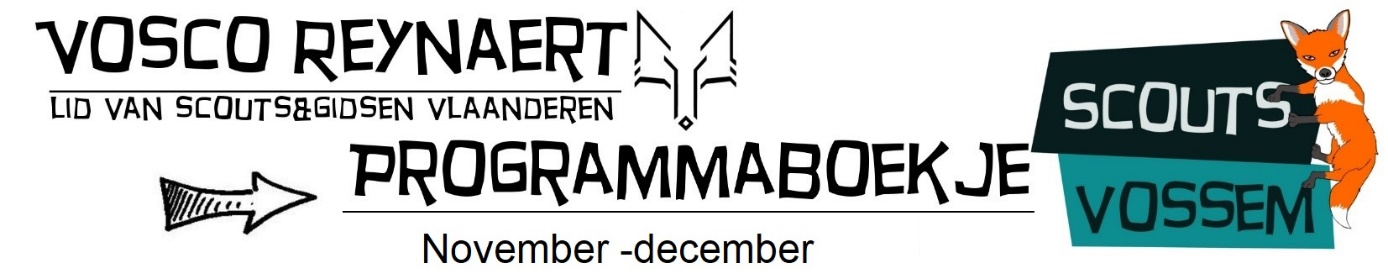 VOSCO REYNAERT
LID VAN SCOUTS&GIDSEN VLAANDEREN
PROGRAMMABOEKJE
November -december
SCOUTS
VOSSEM